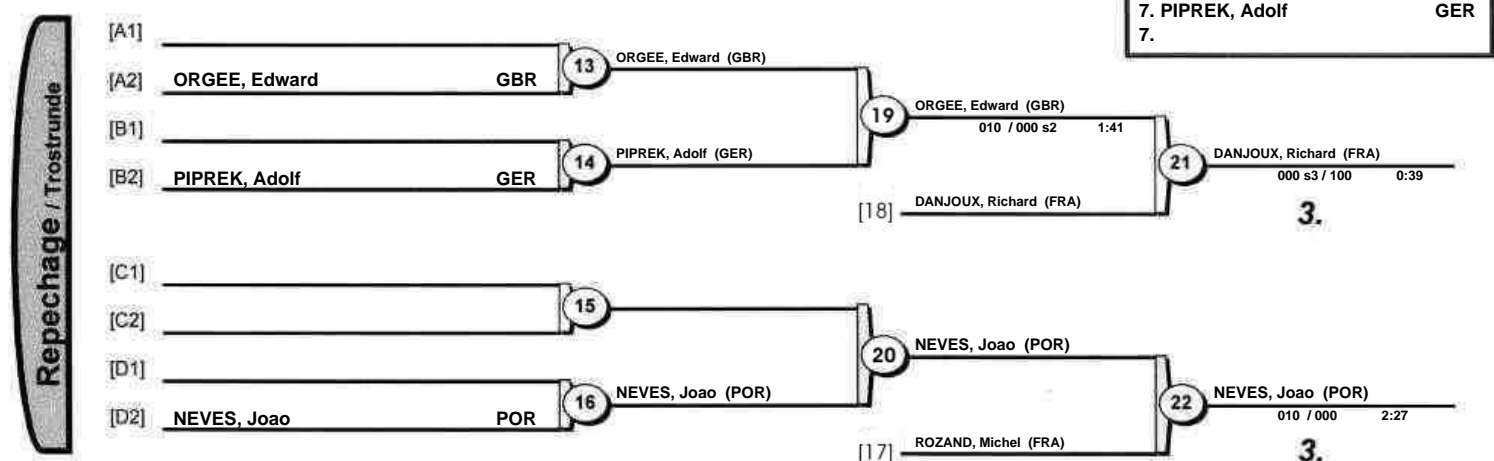 7. PIPREK, Adolf GER
7.
Repechage / Trostrunde
[A1]
[A2] ORGEE, Edward GBR
13 ORGEE, Edward (GBR)
[B1]
[B2] PIPREK, Adolf GER
14 PIPREK, Adolf (GER)
19 ORGEE, Edward (GBR)
010 / 000 s2 1:41
[18] DANJOUX, Richard (FRA)
21 DANJOUX, Richard (FRA)
000 s3 / 100 0:39
3.
[C1]
[C2]
15
[D1]
[D2] NEVES, Joao POR
16 NEVES, Joao (POR)
20 NEVES, Joao (POR)
[17] ROZAND, Michel (FRA)
22 NEVES, Joao (POR)
010 / 000 2:27
3.